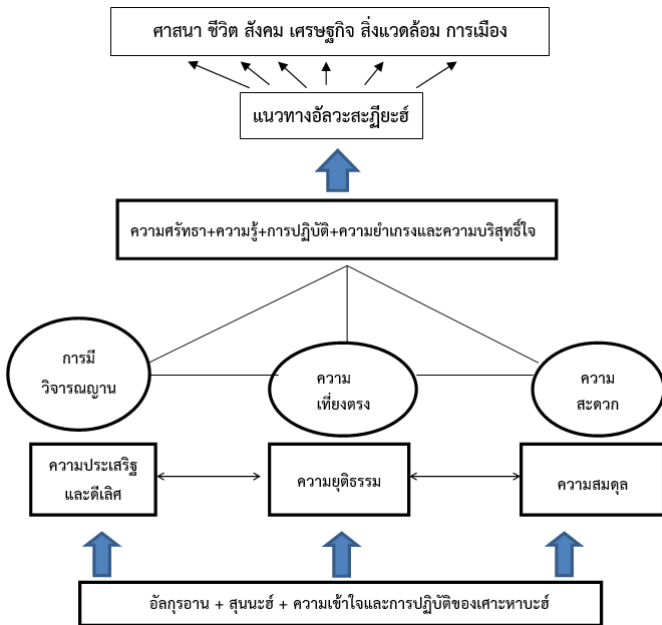 ศาสนา ชีวิต สังคม เศรษฐกิจ สิ่งแวดล้อม การเมือง
แนวทางอัลวะสะฏียะฮ์
ความศรัทธา+ความรู้+การปฏิบัติ+ความยำเกรงและความบริสุทธิ์ใจ
การมี
วิจารณญาน
ความ
เที่ยงตรง
ความ
สะดวก
ความประเสริฐ
และดีเลิศ
ความยุติธรรม
ความสมดุล
อัลกุรอาน + สุนนะฮ์ + ความเข้าใจและการปฏิบัติของเศาะหาบะฮ์